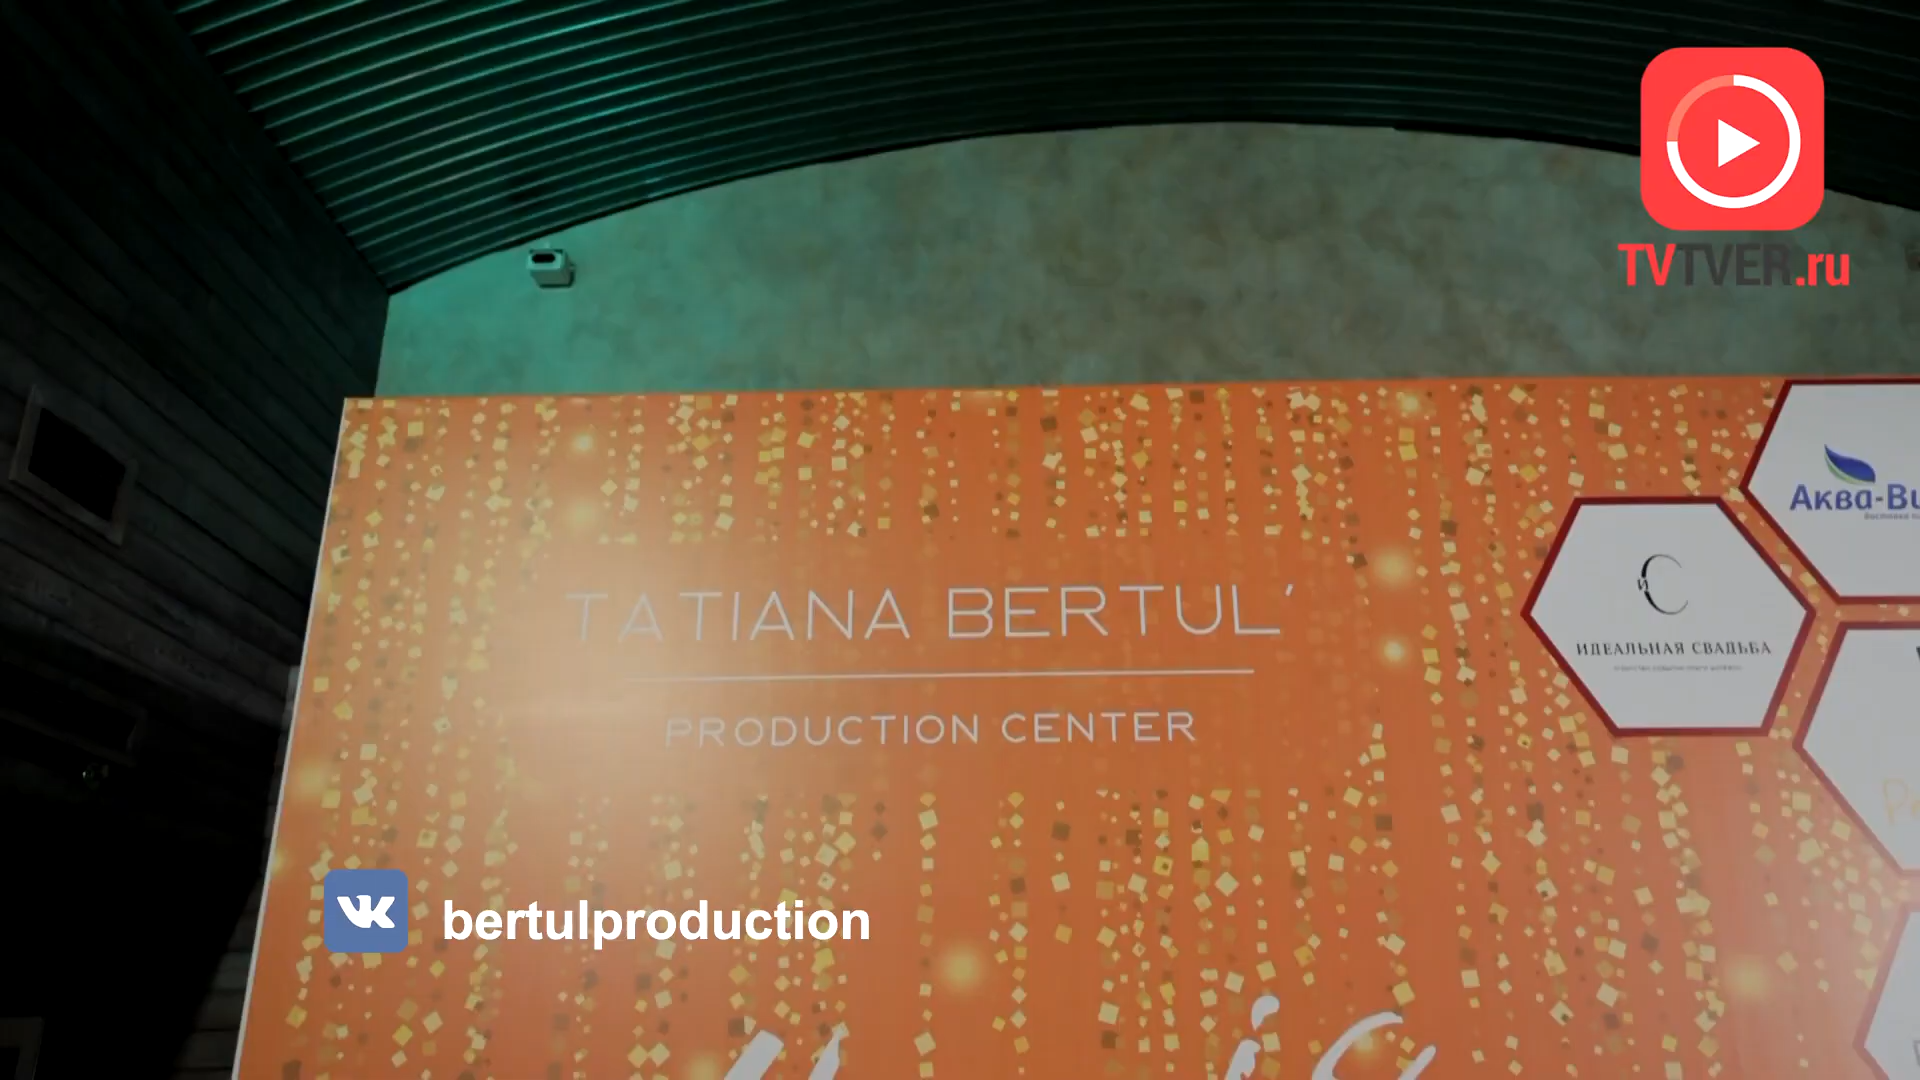 TVTVER.ru
Аква-Ви
TATIANA BERTUL'
ИДЕАЛЬНАЯ СВАДЬБА
PRODUCTION CENTER
bertulproduction